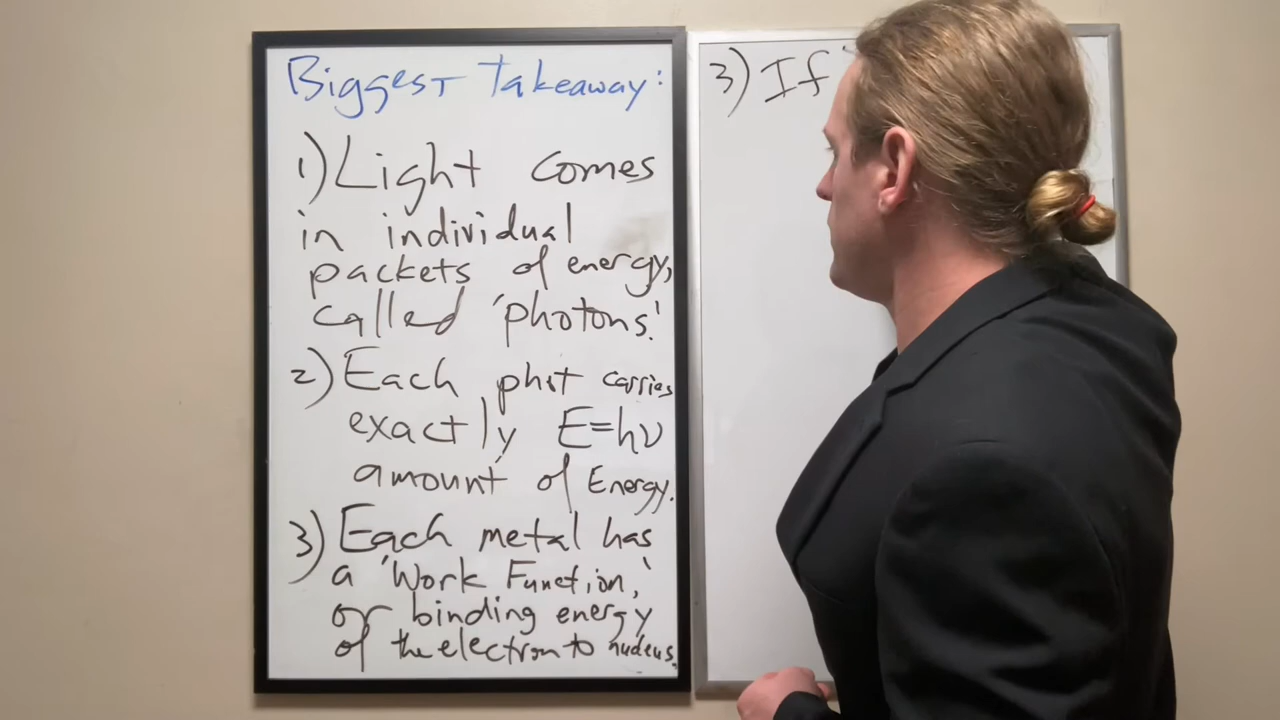 Biggest takeaway:
1) Light comes
in individual
packets of energy,
called 'photons.'
2) Each phot carries
exactly E=hν
amount of Energy.
3) Each metal has
a 'Work Function,'
or binding energy
of the electron to nucleus.
3) If